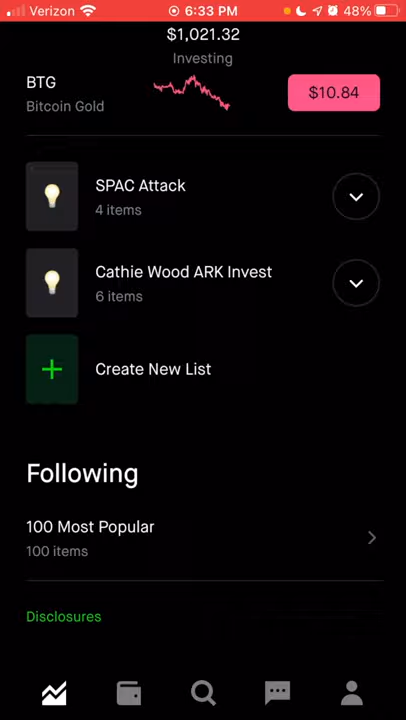 Verizon 6:33 PM 48%
$1,021.32
Investing
BTG
Bitcoin Gold
$10.84
SPAC Attack
4 items
Cathie Wood ARK Invest
6 items
Create New List
Following
100 Most Popular
100 items
Disclosures